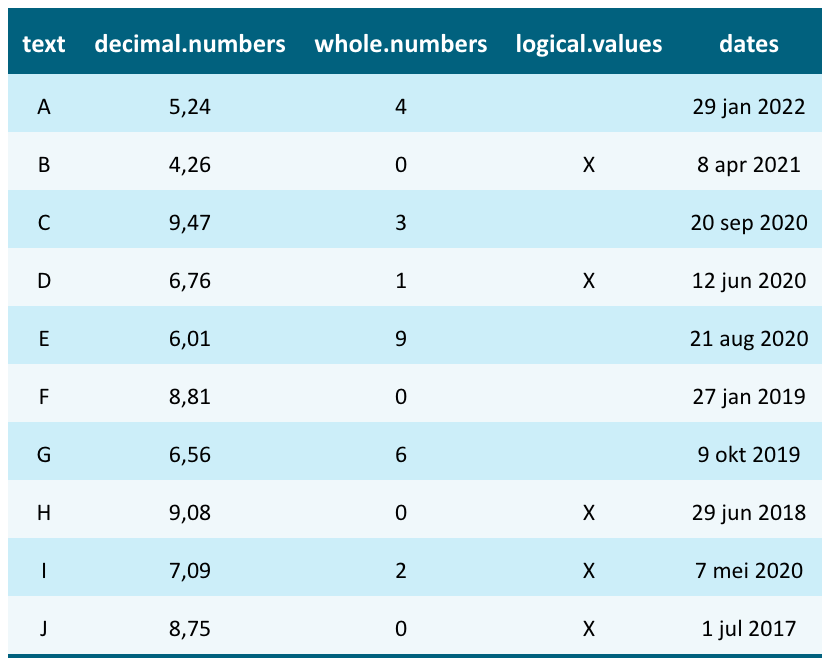 text decimal.numbers whole.numbers logical.values dates
A 5,24 4 29 jan 2022
B 4,26 0 X 8 apr 2021
C 9,47 3 20 sep 2020
D 6,76 1 X 12 jun 2020
E 6,01 9 21 aug 2020
F 8,81 0 27 jan 2019
G 6,56 6 9 okt 2019
H 9,08 0 X 29 jun 2018
I 7,09 2 X 7 mei 2020
J 8,75 0 X 1 jul 2017